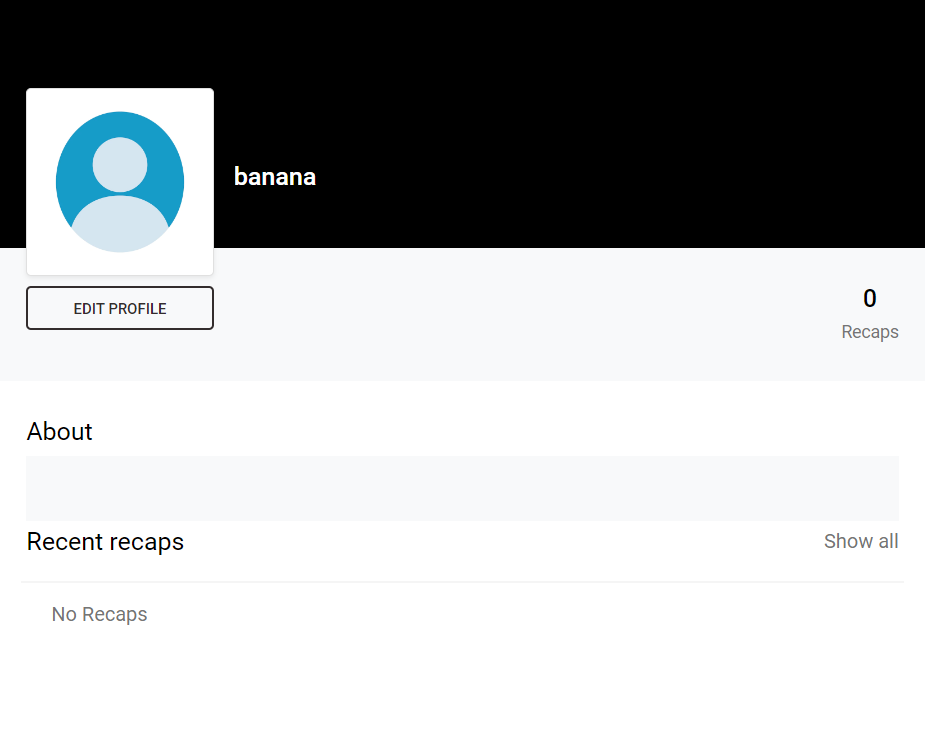 banana
EDIT PROFILE
0
Recaps
About
Recent recaps
Show all
No Recaps